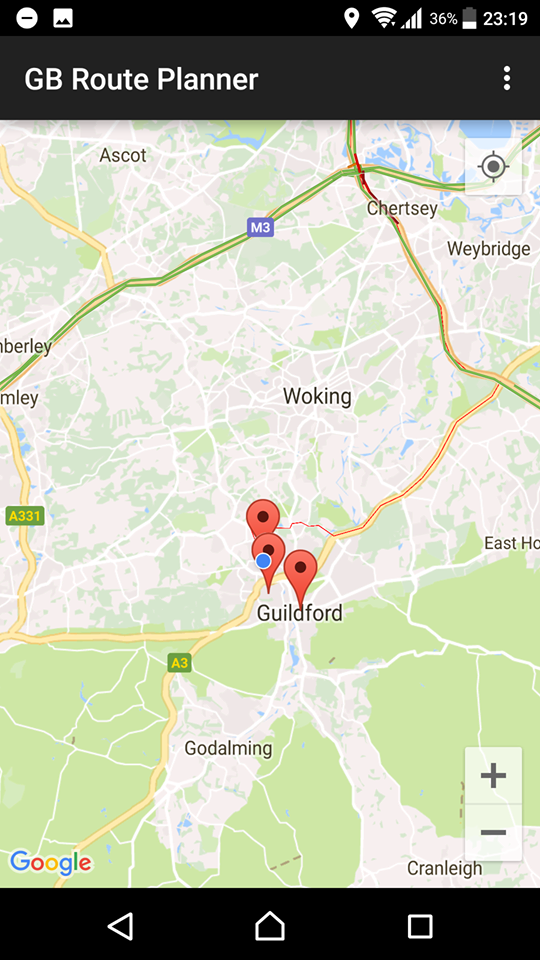 36% 23:19
GB Route Planner
Ascot
Chertsey
M3
Weybridge
nberley
mley
Woking
A331
East Ho
Guildford
A3
Godalming
+
−
Google
Cranleigh